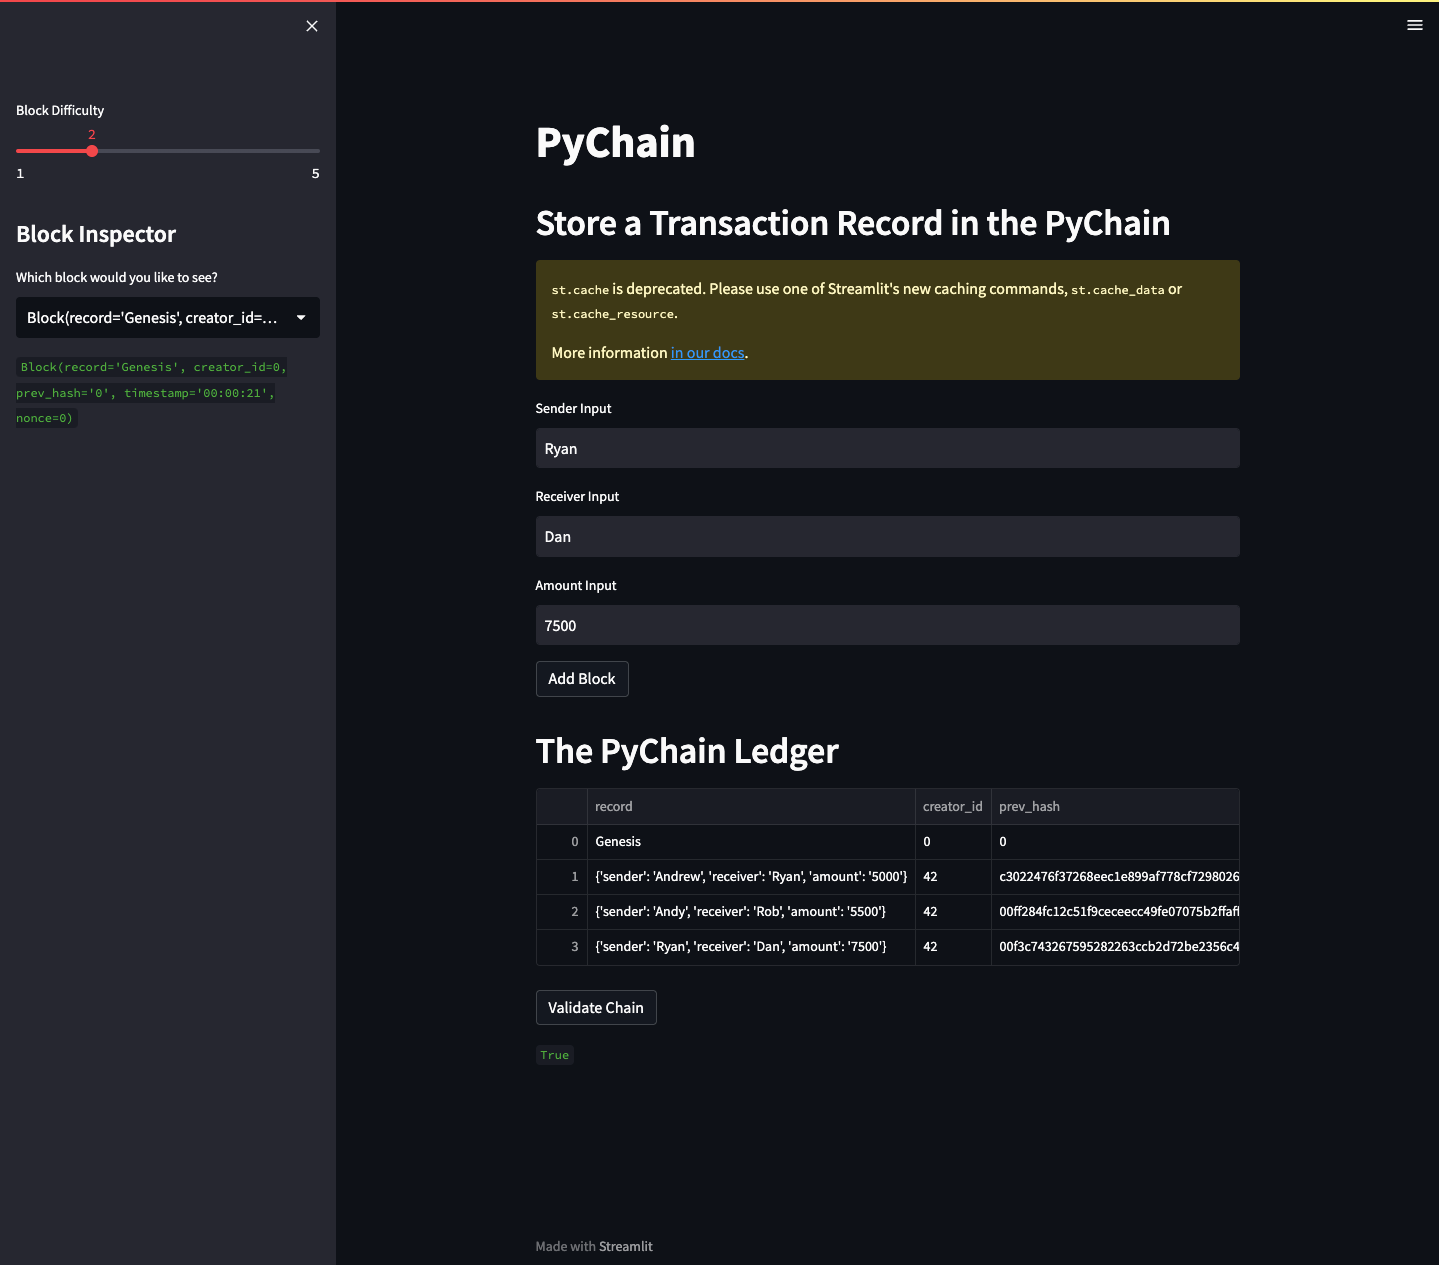 Block Difficulty
2
1 5
Block Inspector
Which block would you like to see?
Block(record='Genesis', creator_id=...
Block(record='Genesis', creator_id=0,
prev_hash='0', timestamp='00:00:21',
nonce=0)
PyChain
Store a Transaction Record in the PyChain
st.cache is deprecated. Please use one of Streamlit's new caching commands, st.cache_data or
st.cache_resource.
More information in our docs.
Sender Input
Ryan
Receiver Input
Dan
Amount Input
7500
Add Block
The PyChain Ledger
record creator_id prev_hash
0 Genesis 0 0
1 {'sender': 'Andrew', 'receiver': 'Ryan', 'amount': '5000'} 42 c3022476f37268eec1e899af778cf7298026
2 {'sender': 'Andy', 'receiver': 'Rob', 'amount': '5500'} 42 00ff284fc12c51f9ceceecc49fe07075b2ffaf
3 {'sender': 'Ryan', 'receiver': 'Dan', 'amount': '7500'} 42 00f3c743267595282263ccb2d72be2356c4
Validate Chain
True
Made with Streamlit